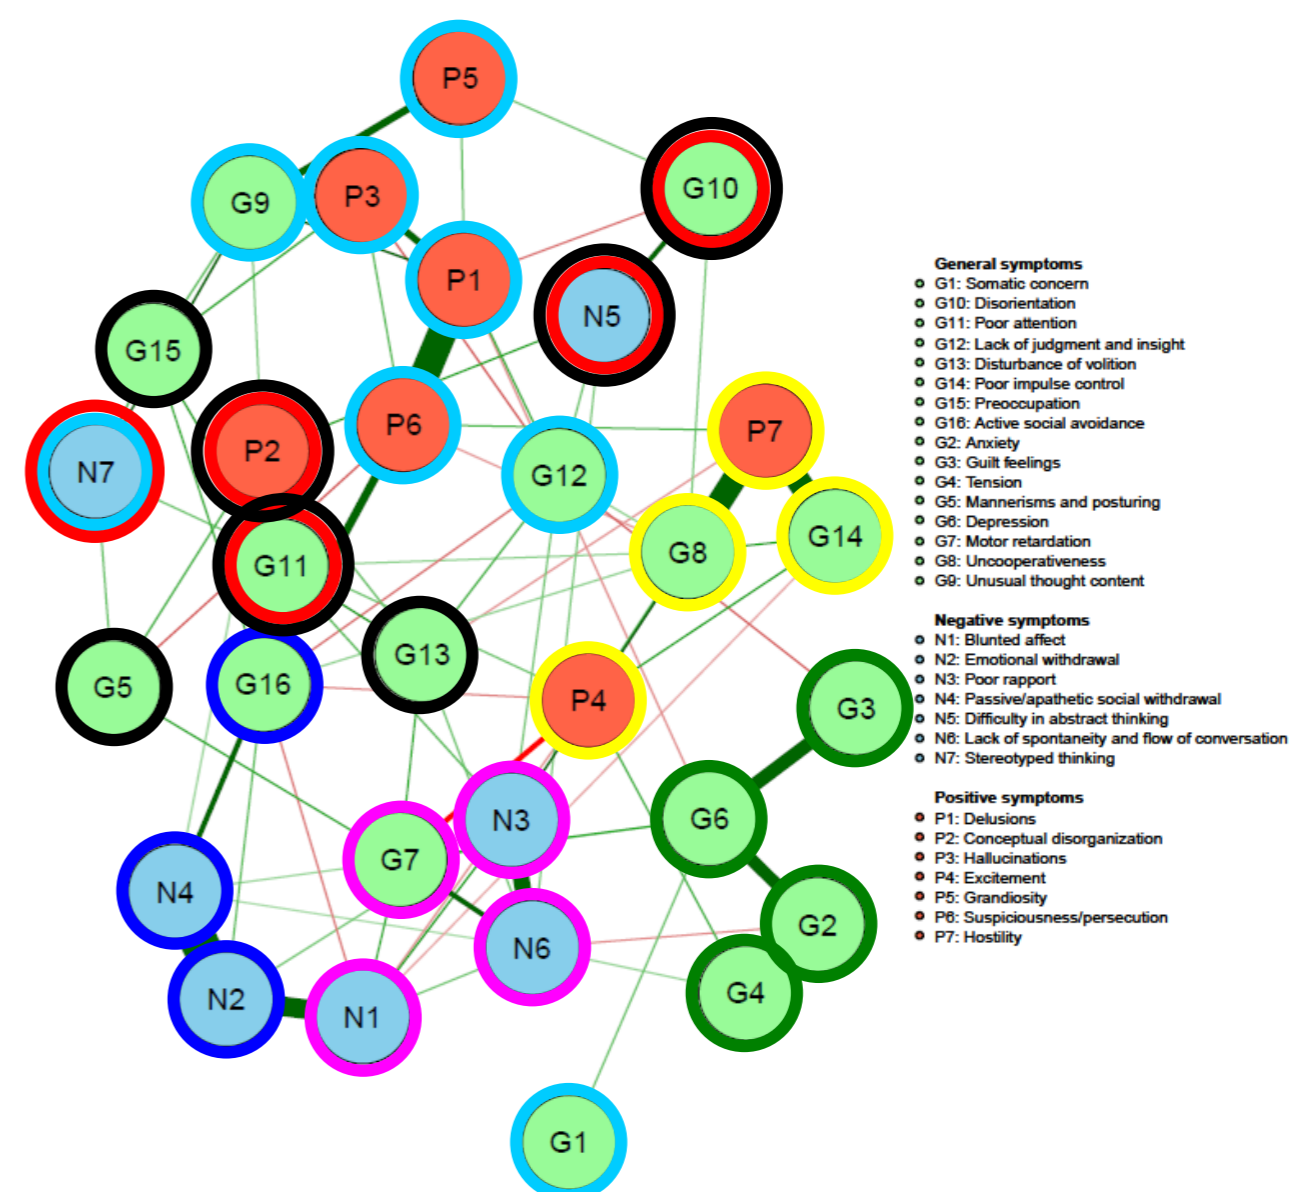 P5
G10
G9
P3
P1
N5
G15
P7
P6
P2
N7
G12
G14
G8
G11
G13
G16
G5
P4
G3
N3
G6
G7
N4
G2
N6
G4
N2
N1
G1
General symptoms
G1: Somatic concern
G10: Disorientation
G11: Poor attention
G12: Lack of judgment and insight
G13: Disturbance of volition
G14: Poor impulse control
G15: Preoccupation
G16: Active social avoidance
G2: Anxiety
G3: Guilt feelings
G4: Tension
G5: Mannerisms and posturing
G6: Depression
G7: Motor retardation
G8: Uncooperativeness
G9: Unusual thought content
Negative symptoms
N1: Blunted affect
N2: Emotional withdrawal
N3: Poor rapport
N4: Passive/apathetic social withdrawal
N5: Difficulty in abstract thinking
N6: Lack of spontaneity and flow of conversation
N7: Stereotyped thinking
Positive symptoms
P1: Delusions
P2: Conceptual disorganization
P3: Hallucinations
P4: Excitement
P5: Grandiosity
P6: Suspiciousness/persecution
P7: Hostility